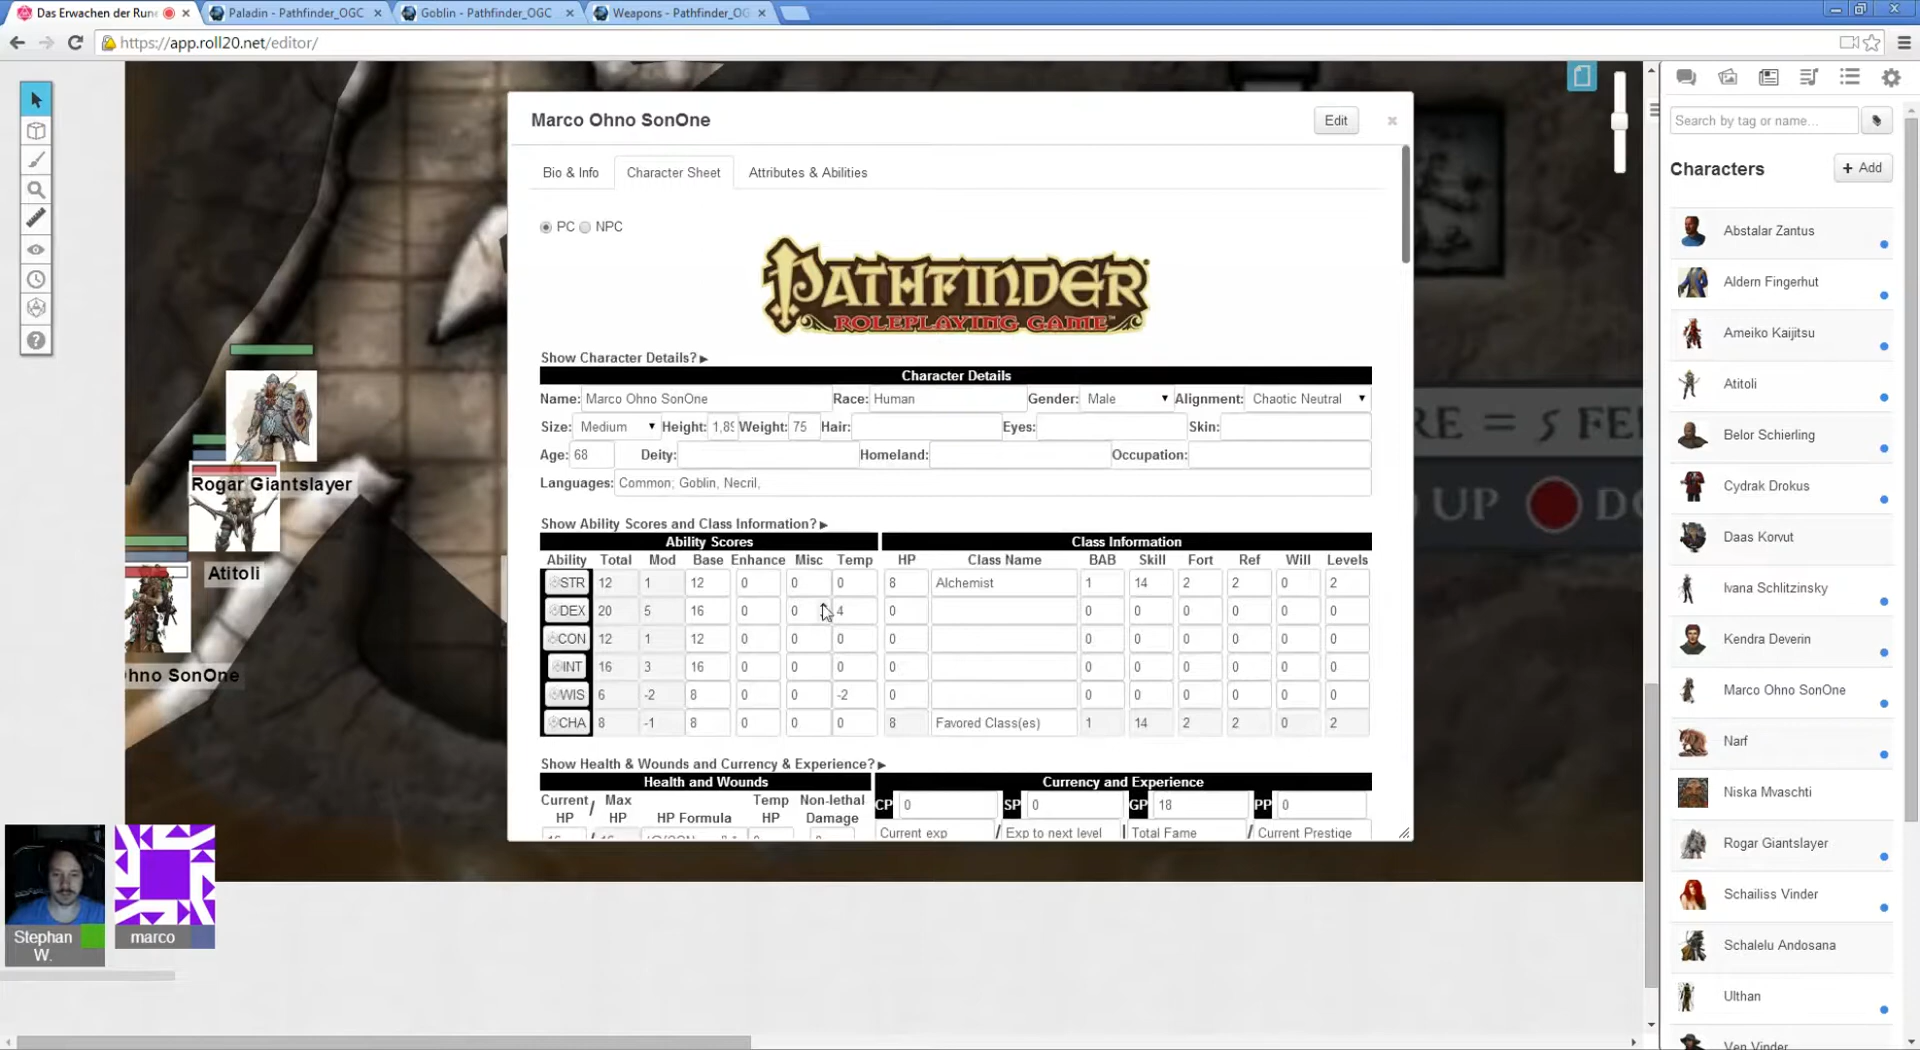 Das Erwachen der Rune
Paladin - Pathfinder_OGC
Goblin - Pathfinder_OGC
Weapons - Pathfinder_OG
https://app.roll20.net/editor/
Marco Ohno SonOne
Edit
Bio & Info
Character Sheet
Attributes & Abilities
PC
NPC
PATHFINDER
ROLEPLAYING GAME
Show Character Details?
Character Details
Name: Marco Ohno SonOne Race: Human Gender: Male Alignment: Chaotic Neutral
Size: Medium Height: 1,89 Weight: 75 Hair: Eyes: Skin:
Age: 68 Deity: Homeland: Occupation:
Languages: Common; Goblin, Necril,
Show Ability Scores and Class Information?
Ability Scores Class Information
Ability Total Mod Base Enhance Misc Temp HP Class Name BAB Skill Fort Ref Will Levels
STR 12 1 12 0 0 0 8 Alchemist 1 14 2 2 0 2
DEX 20 5 16 0 0 4 0 0 0 0 0 0 0
CON 12 1 12 0 0 0 0 0 0 0 0 0 0
INT 16 3 16 0 0 0 0 0 0 0 0 0 0
WIS 6 -2 8 0 0 -2 0 0 0 0 0 0 0
CHA 8 -1 8 0 0 0 8 Favored Class(es) 1 14 2 2 0 2
Show Health & Wounds and Currency & Experience?
Health and Wounds Currency and Experience
Current HP / Max HP HP Formula Temp HP Non-lethal Damage
CP 0 SP 0 GP 18 PP 0
Current exp / Exp to next level Total Fame / Current Prestige
Rogar Giantslayer
Atitoli
hno SonOne
RE = 5 FE
UP
DO
Stephan W.
marco
Search by tag or name...
Characters
+ Add
Abstalar Zantus
Aldern Fingerhut
Ameiko Kaijitsu
Atitoli
Belor Schierling
Cydrak Drokus
Daas Korvut
Ivana Schlitzinsky
Kendra Deverin
Marco Ohno SonOne
Narf
Niska Mvaschti
Rogar Giantslayer
Schailiss Vinder
Schalelu Andosana
Ulthan
Ven Vinder